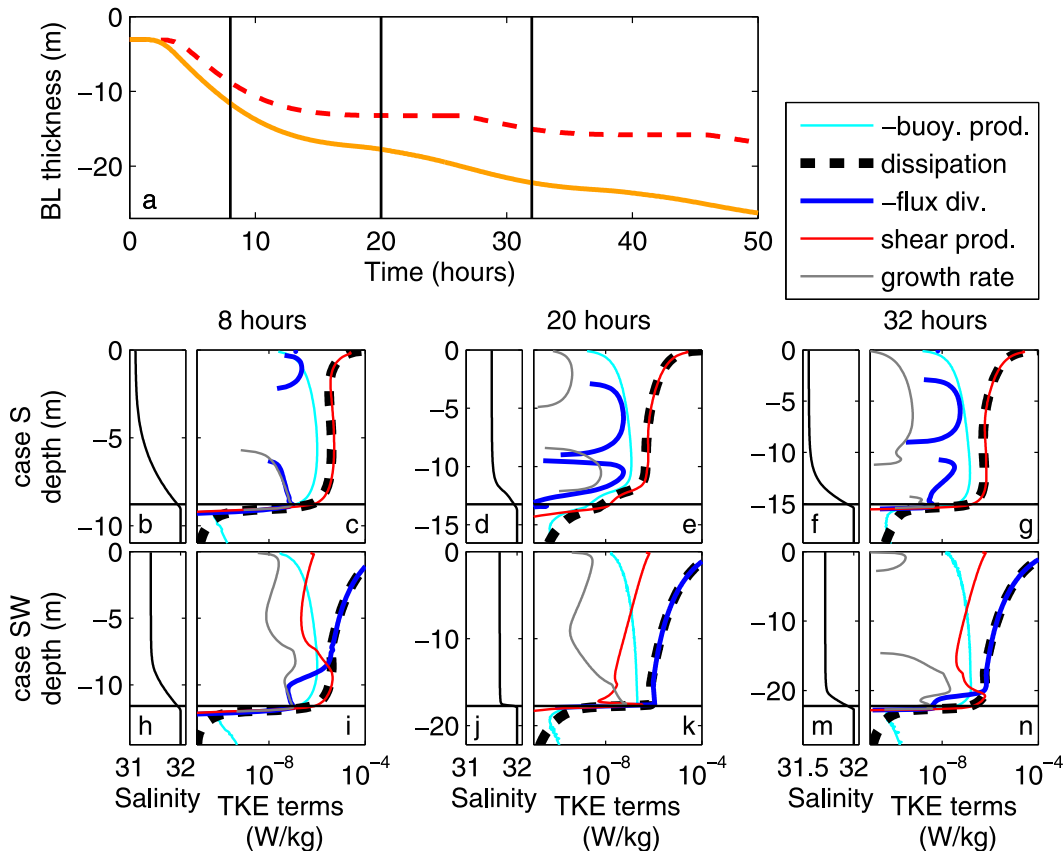 0
−10
−20
BL thickness (m)
a
0
10
20
30
40
50
Time (hours)
−buoy. prod.
dissipation
−flux div.
shear prod.
growth rate
8 hours
20 hours
32 hours
case S
depth (m)
0
−5
−10
b
c
0
−5
−10
−15
d
e
0
−5
−10
−15
f
g
case SW
depth (m)
0
−5
−10
h
i
0
−10
−20
j
k
0
−10
−20
m
n
31
32
Salinity
10−8
10−4
TKE terms
(W/kg)
31
32
Salinity
10−8
10−4
TKE terms
(W/kg)
31.5
32
Salinity
10−8
10−4
TKE terms
(W/kg)